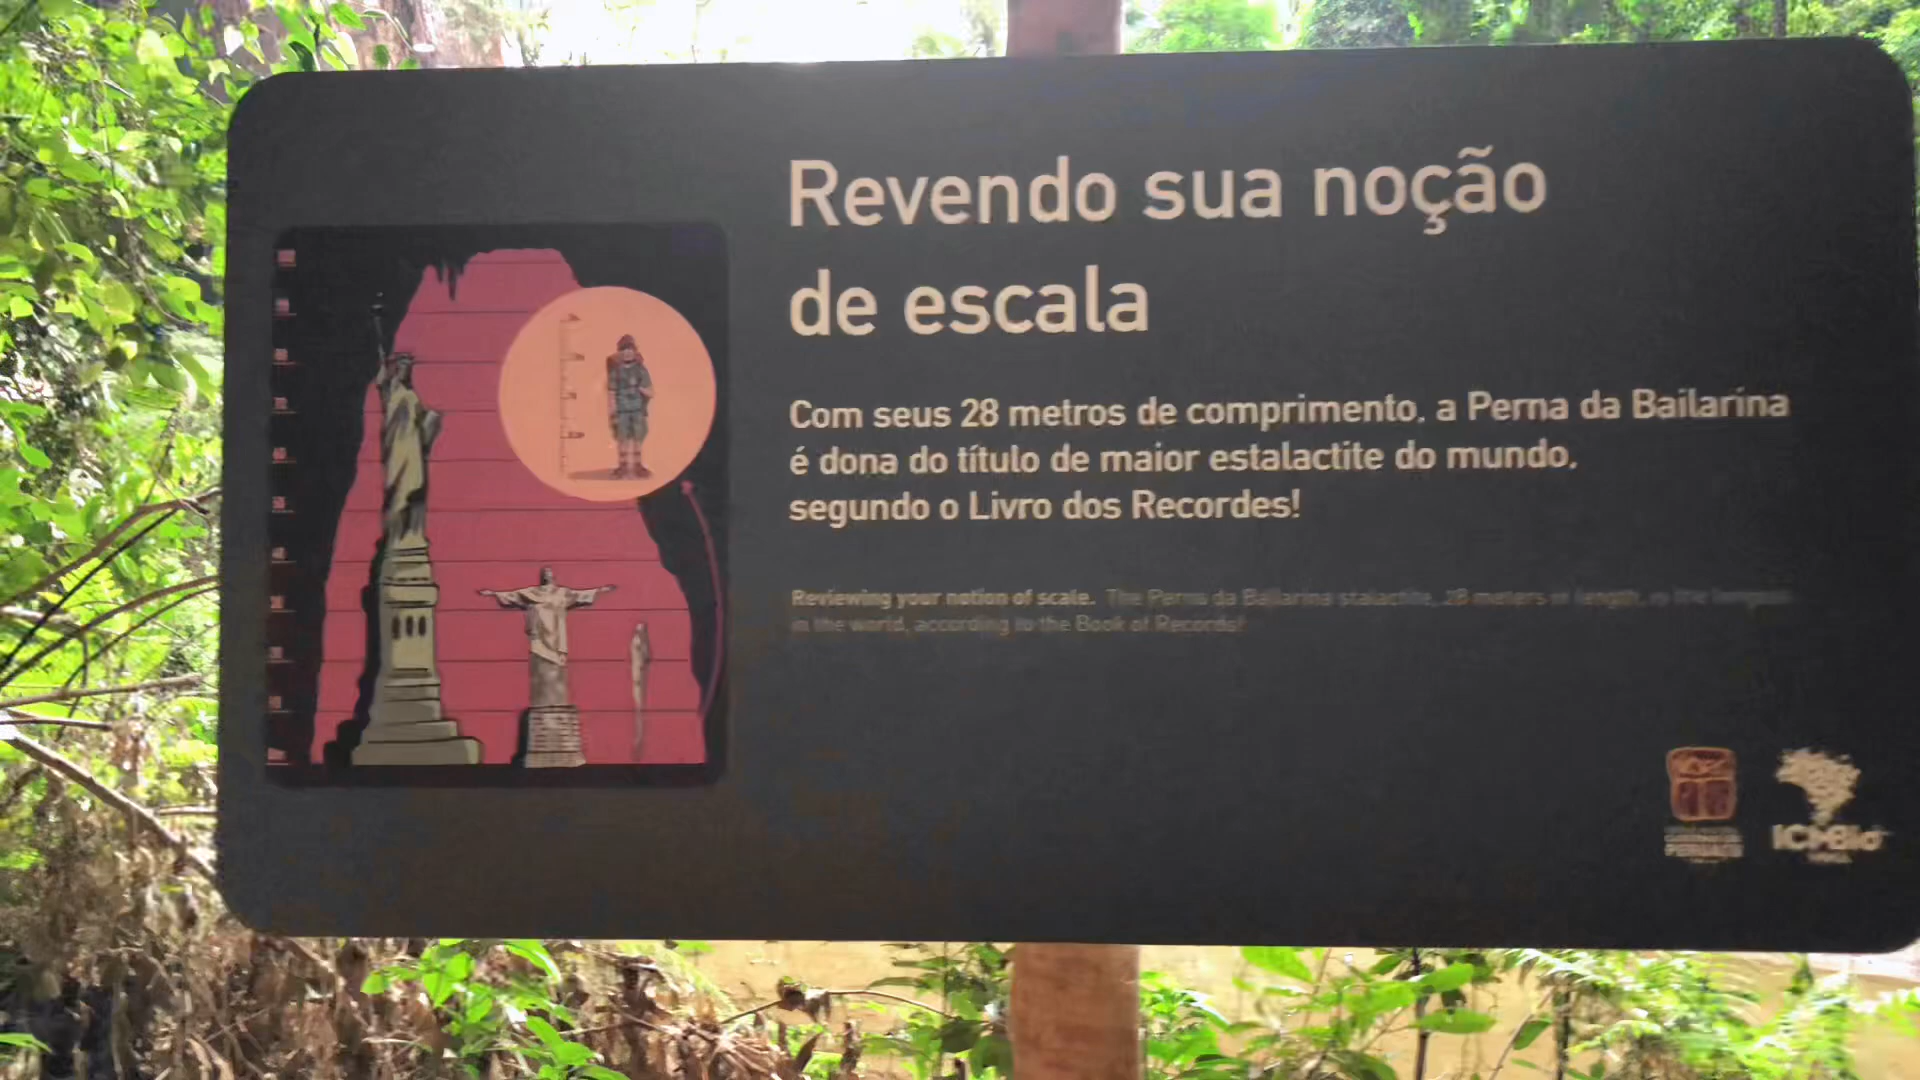 Revendo sua noção
de escala
Com seus 28 metros de comprimento, a Perna da Bailarina
é dona do título de maior estalactite do mundo,
segundo o Livro dos Recordes!
Reviewing your notion of scale. The Perna da Bailarina stalactite, 28 meters in length, is the longest
in the world, according to the Book of Records!
PERUAÇU
ICMBio